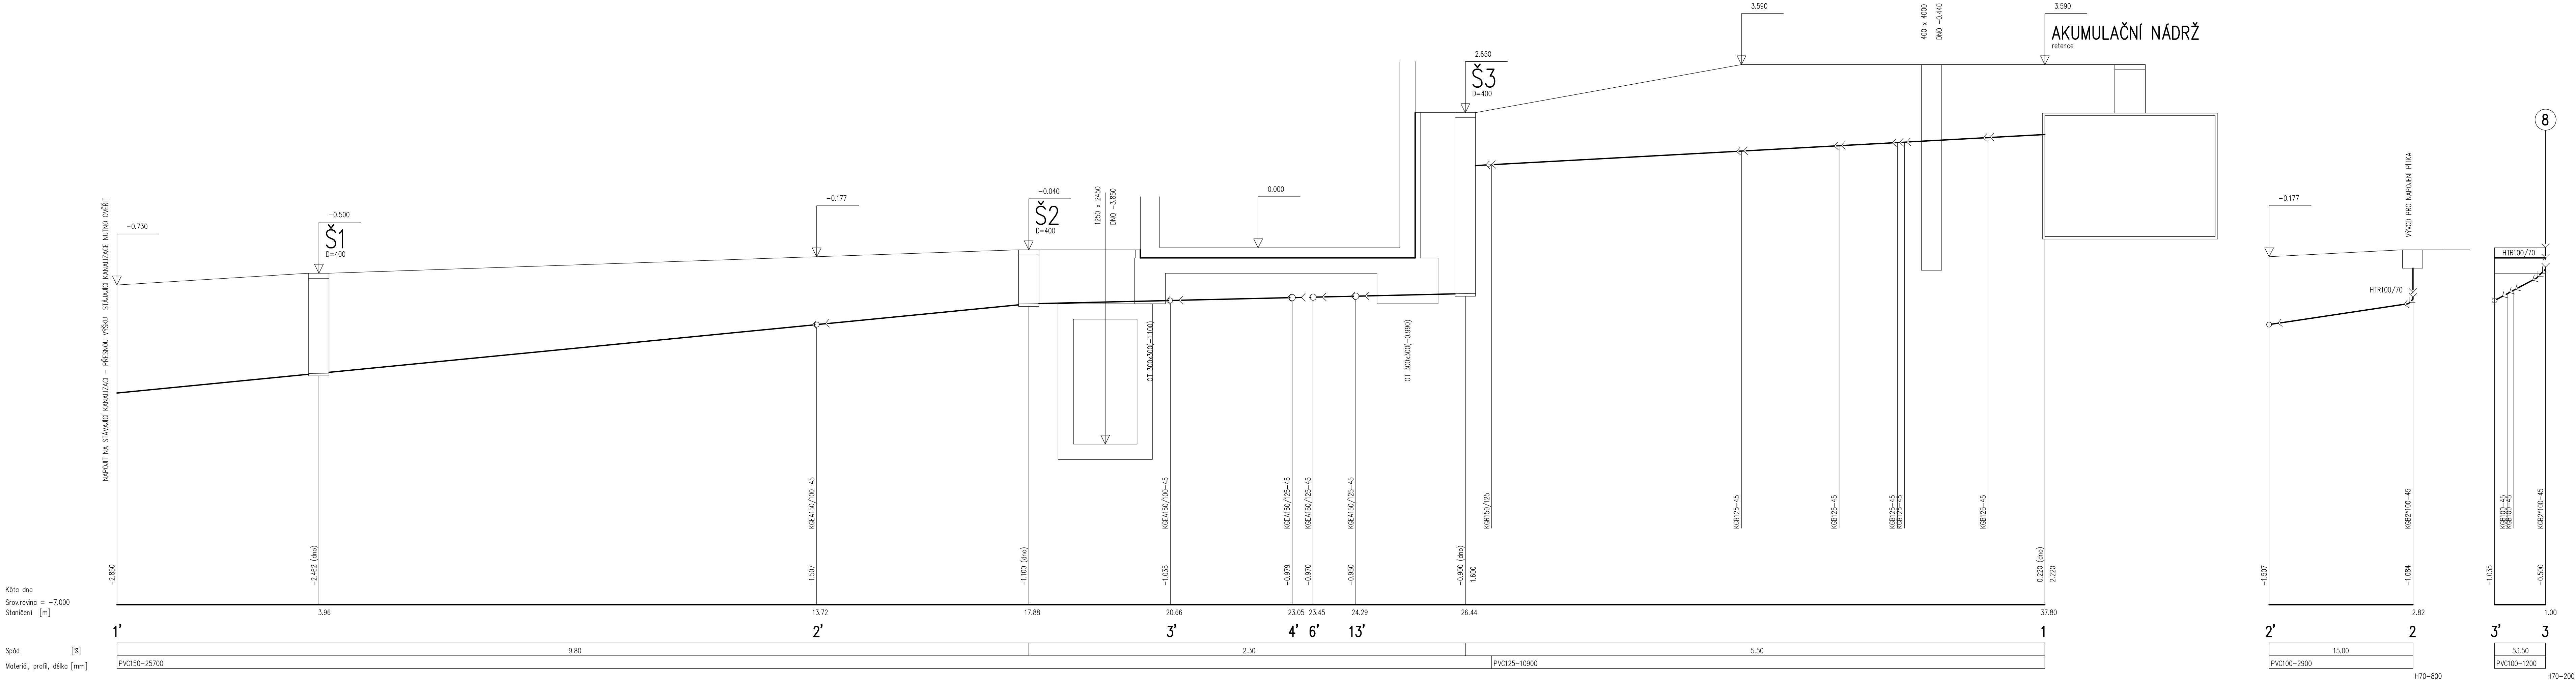 3.590
400 x 4000
DNO -0.440
3.590
AKUMULAČNÍ NÁDRŽ
retence
2.650
Š3
D=400
8
NAPOJIT NA STÁVAJÍCÍ KANALIZACI - PŘESNOU VÝŠKU STÁJAJÍCÍ KANALIZACE NUTNO OVĚŘIT
-0.730
-0.500
Š1
D=400
-0.177
-0.040
Š2
D=400
1250 x 2450
DNO -3.850
0.000
-0.177
VÝVOD PRO NAPOJENÍ PÍTKA
HTR100/70
HTR100/70
OT 300x300(-1.100)
OT 300x300(-0.990)
KGEA150/100-45
KGEA150/100-45
KGEA150/125-45
KGEA150/125-45
KGEA150/125-45
KGR150/125
KGB125-45
KGB125-45
KGB125-45
KGB125-45
KGB125-45
KGB2*100-45
KGB100-45
KGB100-45
KGB2*100-45
Kóta dna
-2.850
-2.462 (dno)
-1.507
-1.100 (dno)
-1.035
-0.979
-0.970
-0.950
-0.900 (dno)
1.600
0.220 (dno)
2.220
-1.507
-1.084
-1.035
-0.500
Srov.rovina = -7.000
Staničení [m]
3.96
13.72
17.88
20.66
23.05
23.45
24.29
26.44
37.80
2.82
1.00
1'
2'
3'
4'
6'
13'
1
2'
2
3'
3
Spád [%]
9.80
2.30
5.50
15.00
53.50
Materiál, profil, délka [mm]
PVC150-25700
PVC125-10900
PVC100-2900
PVC100-1200
H70-800
H70-200